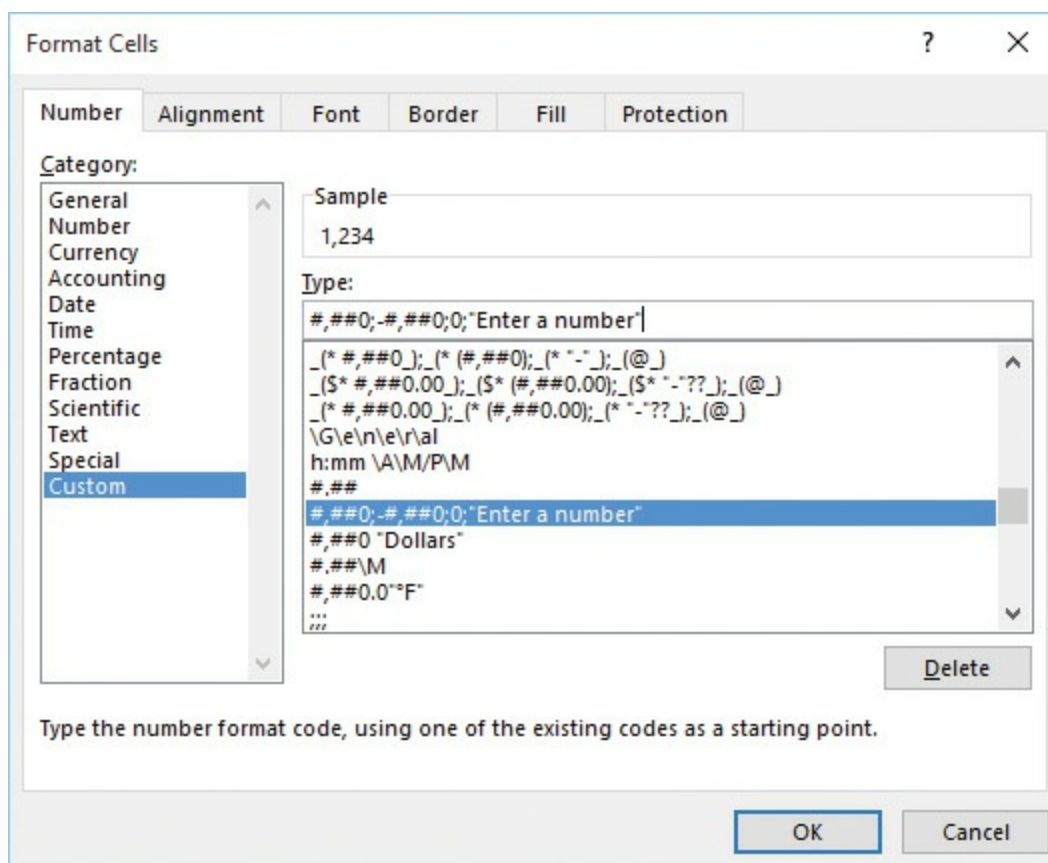 Format Cells
?
Number
Alignment
Font
Border
Fill
Protection
Category:
General
Number
Currency
Accounting
Date
Time
Percentage
Fraction
Scientific
Text
Special
Custom
Sample
1,234
Type:
#,##0;-#,##0;0;"Enter a number"
_(* #,##0_);_(* (#,##0);_(* "-"_);_(@_)
_($* #,##0.00_);_($* (#,##0.00);_($* "-"??_);_(@_)
_(* #,##0.00_);_(* (#,##0.00);_(* "-"??_);_(@_)
\G\e\n\e\r\al
h:mm \A\M/P\M
#.##
#,##0;-#,##0;0;"Enter a number"
#,##0 "Dollars"
#.##\M
#,##0.0"°F"
;;;
Delete
Type the number format code, using one of the existing codes as a starting point.
OK
Cancel